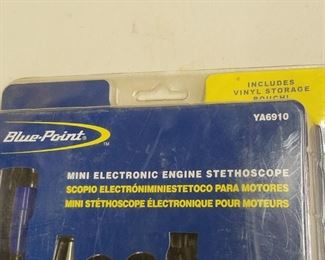 INCLUDES
VINYL STORAGE
POUCH!
YA6910
Blue-Point™
MINI ELECTRONIC ENGINE STETHOSCOPE
SCOPIO ELECTRÓNIMINIESTETOCO PARA MOTORES
MINI STÉTHOSCOPE ÉLECTRONIQUE POUR MOTEURS